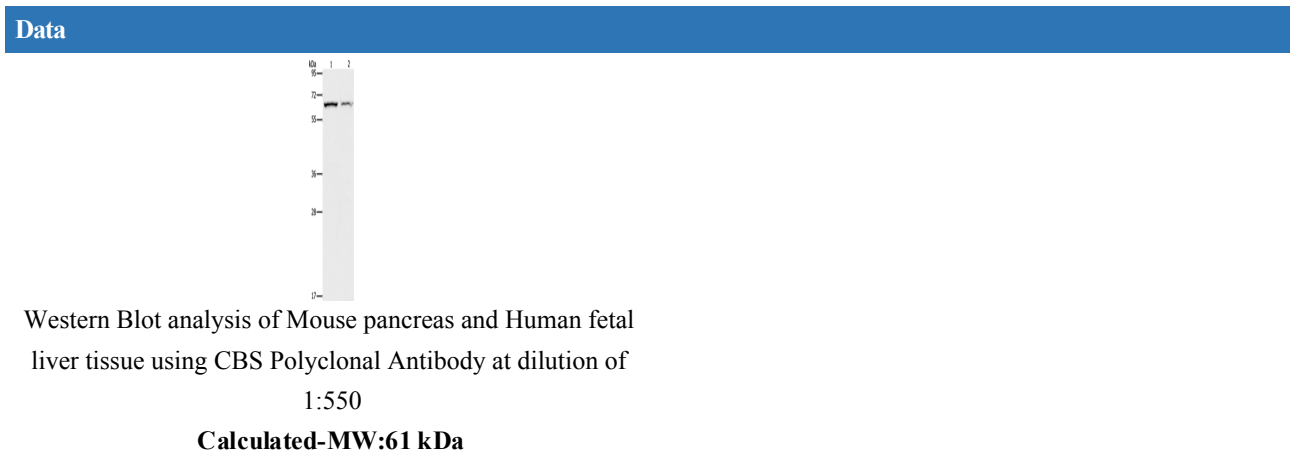 Data
kDa 1 2
95
72
55
36
28
17
Western Blot analysis of Mouse pancreas and Human fetal
liver tissue using CBS Polyclonal Antibody at dilution of
1:550
Calculated-MW:61 kDa